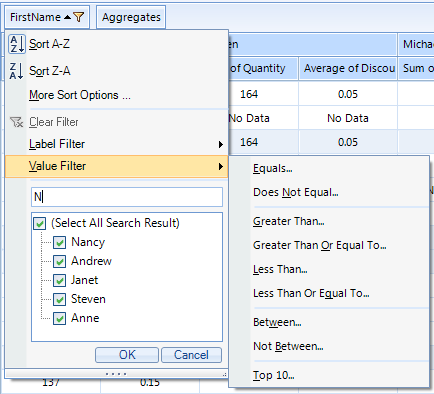 FirstName Aggregates
Sort A-Z
Sort Z-A
More Sort Options ...
Clear Filter
Label Filter
Value Filter
N
(Select All Search Result)
Nancy
Andrew
Janet
Steven
Anne
OK Cancel
en Micha
of Quantity Average of Discou Sum o
164 0.05
No Data No Data
164 0.05
Equals...
Does Not Equal...
Greater Than...
Greater Than Or Equal To...
Less Than...
Less Than Or Equal To...
Between...
Not Between...
Top 10...
137 0.15